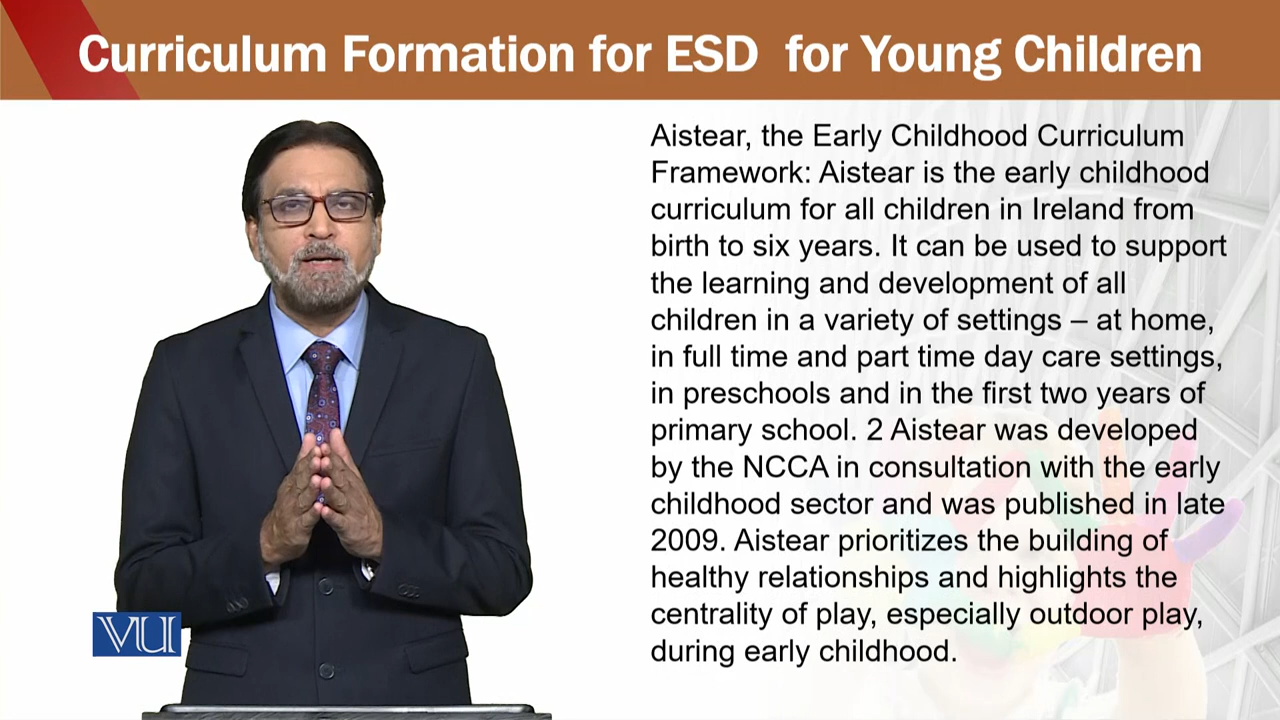 Curriculum Formation for ESD for Young Children
Aistear, the Early Childhood Curriculum
Framework: Aistear is the early childhood
curriculum for all children in Ireland from
birth to six years. It can be used to support
the learning and development of all
children in a variety of settings – at home,
in full time and part time day care settings,
in preschools and in the first two years of
primary school. 2 Aistear was developed
by the NCCA in consultation with the early
childhood sector and was published in late
2009. Aistear prioritizes the building of
healthy relationships and highlights the
centrality of play, especially outdoor play,
during early childhood.
VU